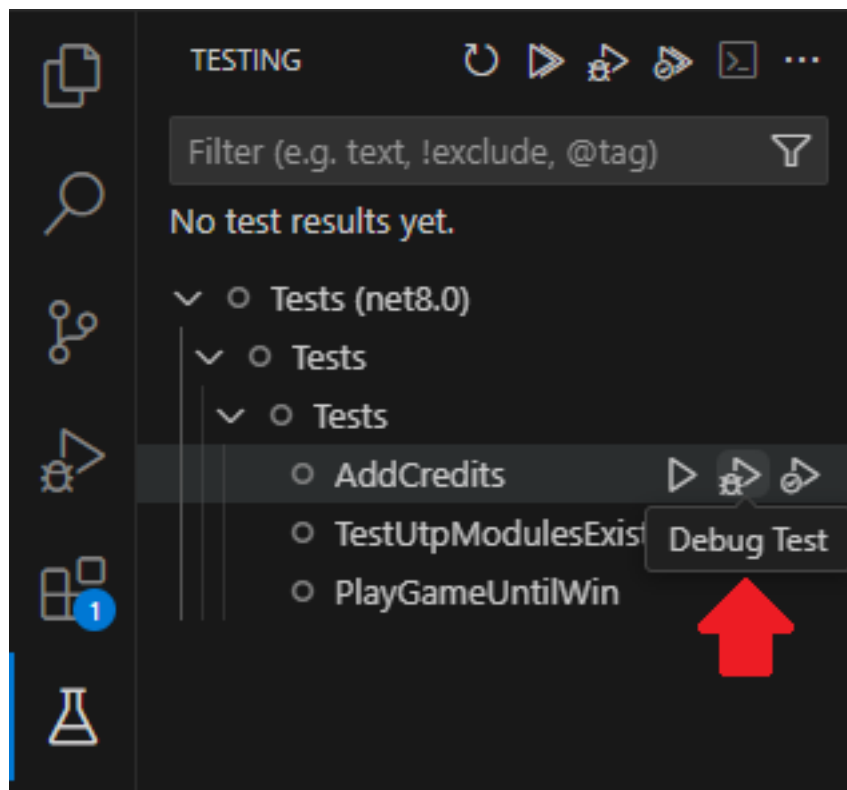 TESTING
Filter (e.g. text, !exclude, @tag)
No test results yet.
Tests (net8.0)
Tests
Tests
AddCredits
TestUtpModulesExist
Debug Test
PlayGameUntilWin
1